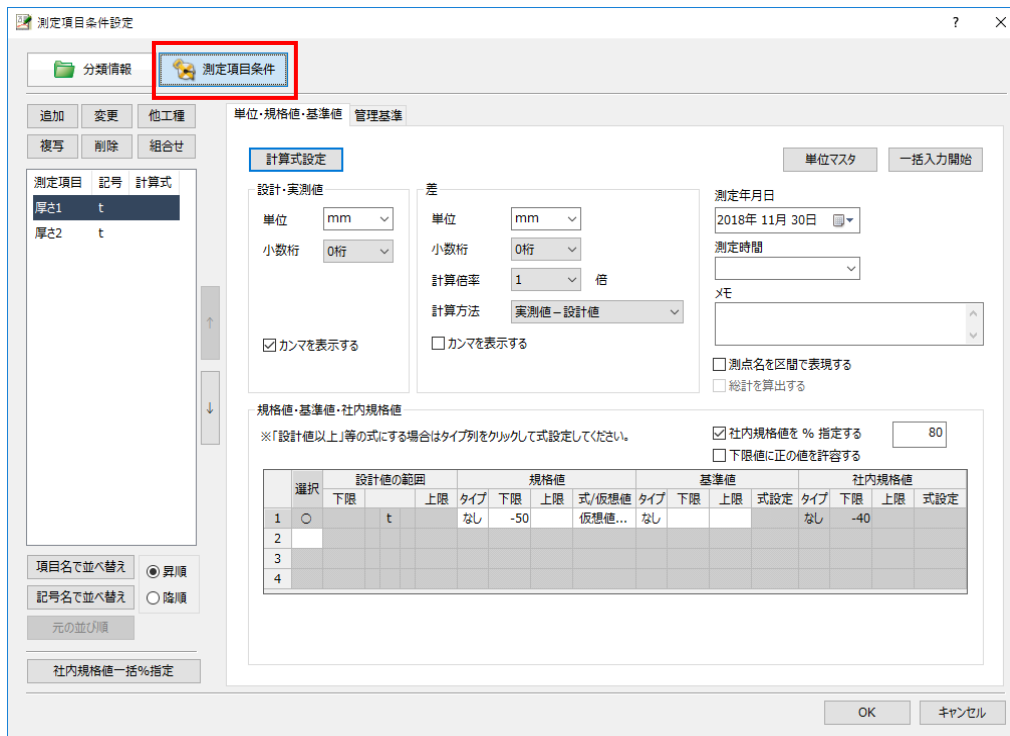 測定項目条件設定
?
分類情報
測定項目条件
追加 変更 他工種
複写 削除 組合せ
測定項目 記号 計算式
厚さ1 t
厚さ2 t
↑
↓
項目名で並べ替え
記号名で並べ替え
昇順
降順
元の並び順
社内規格値一括%指定
単位・規格値・基準値 管理基準
計算式設定
単位マスタ 一括入力開始
設計・実測値
単位 mm
小数桁 0桁
カンマを表示する
差
単位 mm
小数桁 0桁
計算倍率 1 倍
計算方法 実測値－設計値
カンマを表示する
測定年月日
2018年 11月 30日
測定時間
メモ
測点名を区間で表現する
総計を算出する
規格値・基準値・社内規格値
※「設計値以上」等の式にする場合はタイプ列をクリックして式設定してください。
社内規格値を % 指定する 80
下限値に正の値を許容する
選択 設計値の範囲 規格値 基準値 社内規格値
下限 上限 タイプ 下限 上限 式/仮想値 タイプ 下限 上限 式設定 タイプ 下限 上限 式設定
1 ○ t なし -50 仮想値... なし なし -40
2
3
4
OK キャンセル